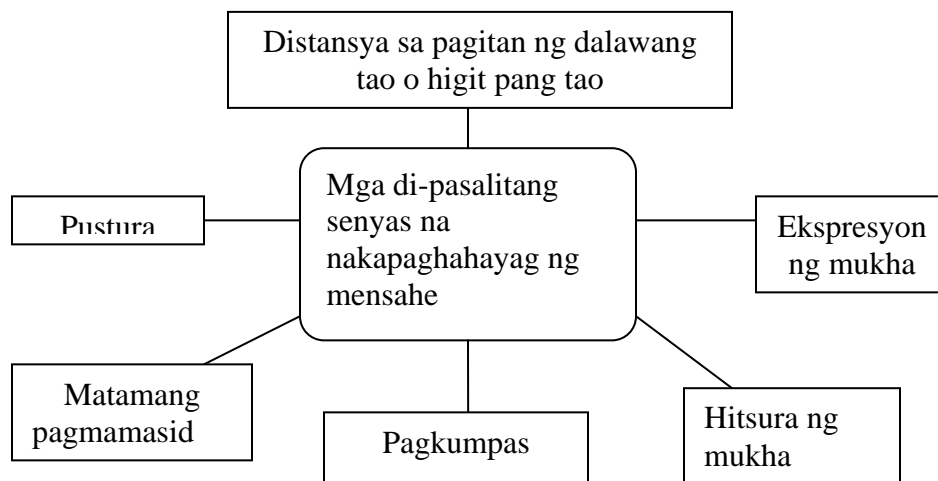 Distansya sa pagitan ng dalawang
tao o higit pang tao
Mga di-pasalitang
senyas na
nakapaghahayag ng
mensahe
Pustura
Ekspresyon
ng mukha
Matamang
pagmamasid
Pagkumpas
Hitsura ng
mukha